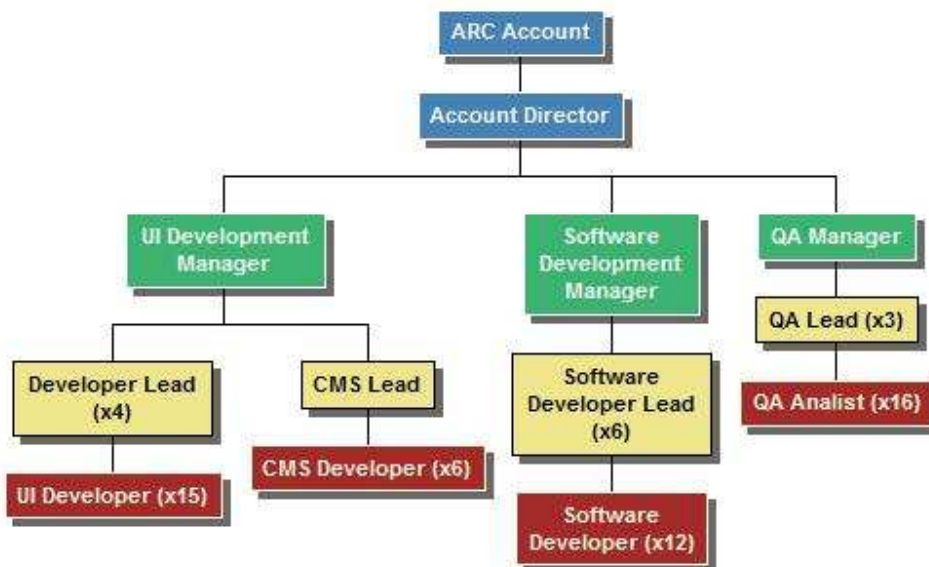 ARC Account
Account Director
UI Development
Manager
Software
Development
Manager
QA Manager
QA Lead (x3)
Developer Lead
(x4)
CMS Lead
Software
Developer Lead
(x6)
QA Analist (x16)
UI Developer (x15)
CMS Developer (x6)
Software
Developer (x12)